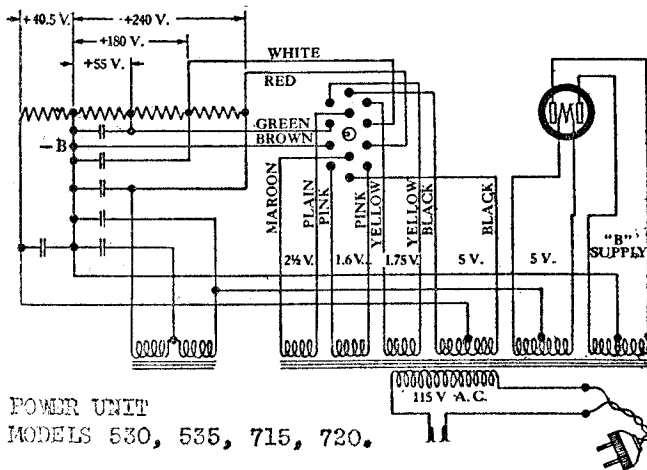 +40.5 V.
+240 V.
+180 V.
+55 V.
WHITE
RED
GREEN
BROWN
–B
MAROON
PLAIN
PINK
PINK
YELLOW
YELLOW
BLACK
BLACK
"B"
SUPPLY
2½ V.
1.6 V.
1.75 V.
5 V.
5 V.
115 V A.C.
POWER UNIT
MODELS 530, 535, 715, 720.